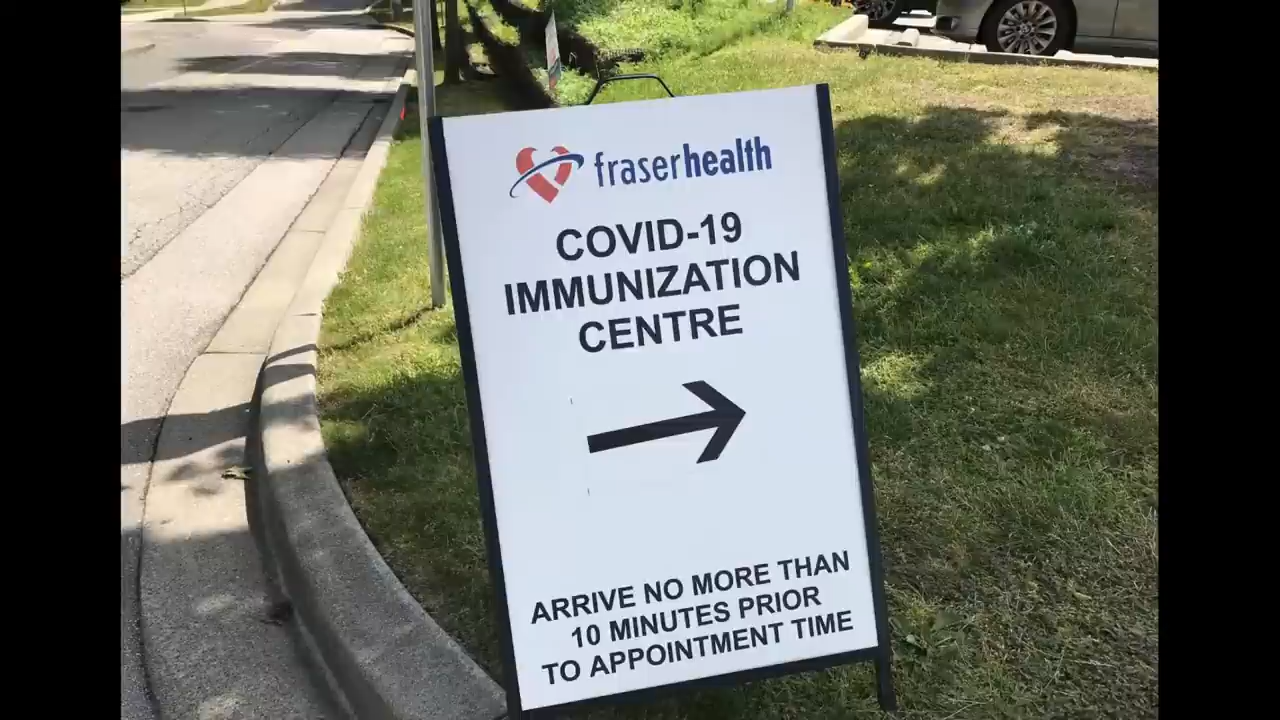 fraserhealth
COVID-19
IMMUNIZATION
CENTRE
ARRIVE NO MORE THAN
10 MINUTES PRIOR
TO APPOINTMENT TIME